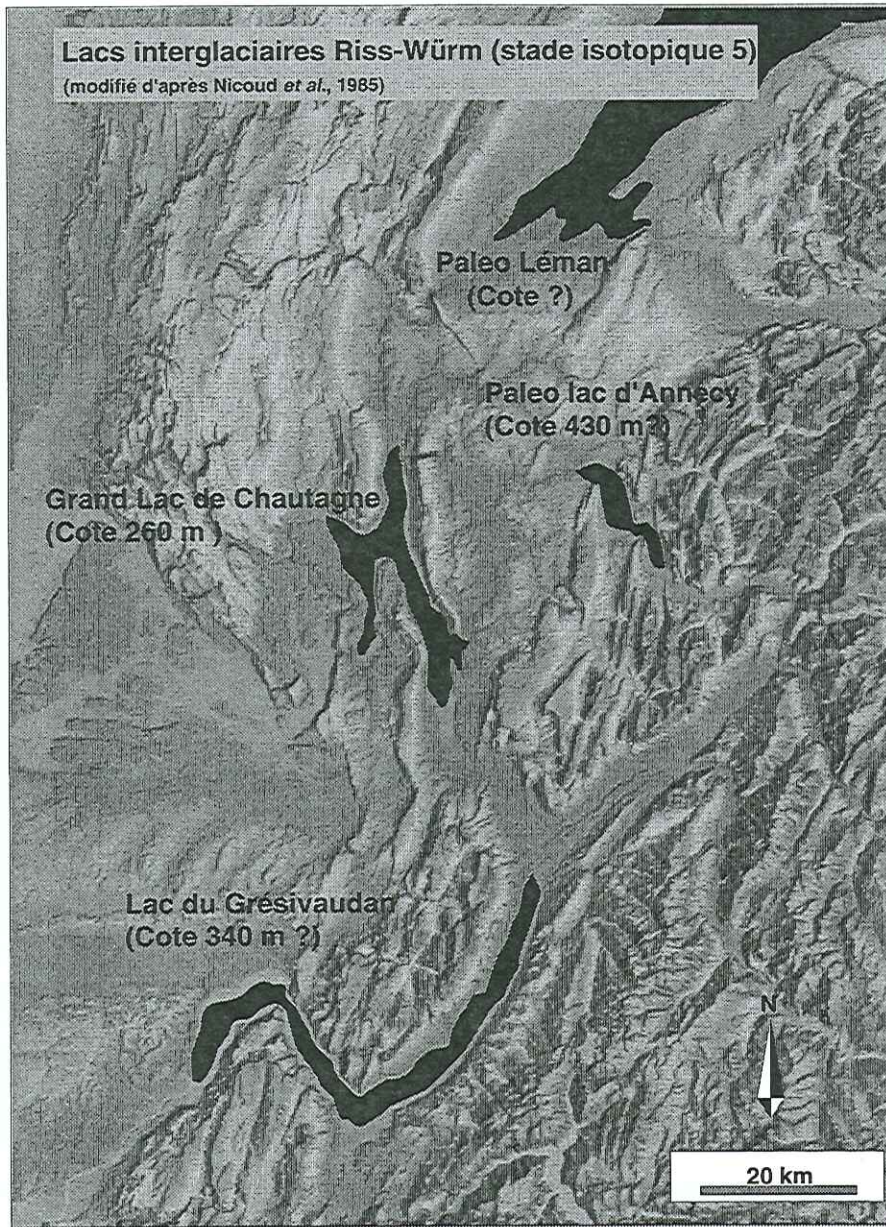 Lacs interglaciaires Riss-Würm (stade isotopique 5)
(modifié d'après Nicoud et al., 1985)
Paleo Léman
(Cote ?)
Paleo lac d'Annecy
(Cote 430 m?)
Grand Lac de Chautagne
(Cote 260 m )
Lac du Grésivaudan
(Cote 340 m ?)
N
20 km